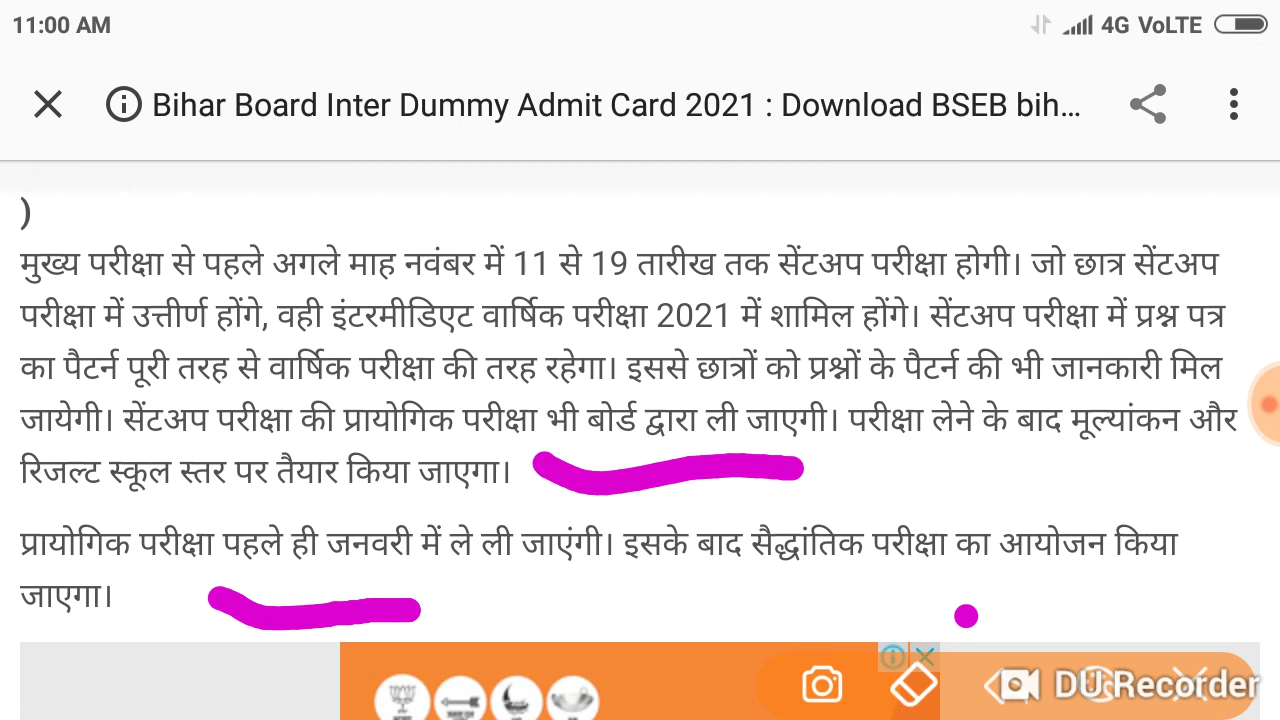 11:00 AM
4G VoLTE
Bihar Board Inter Dummy Admit Card 2021 : Download BSEB bih...
)
मुख्य परीक्षा से पहले अगले माह नवंबर में 11 से 19 तारीख तक सेंटअप परीक्षा होगी। जो छात्र सेंटअप
परीक्षा में उत्तीर्ण होंगे, वही इंटरमीडिएट वार्षिक परीक्षा 2021 में शामिल होंगे। सेंटअप परीक्षा में प्रश्न पत्र
का पैटर्न पूरी तरह से वार्षिक परीक्षा की तरह रहेगा। इससे छात्रों को प्रश्नों के पैटर्न की भी जानकारी मिल
जायेगी। सेंटअप परीक्षा की प्रायोगिक परीक्षा भी बोर्ड द्वारा ली जाएगी। परीक्षा लेने के बाद मूल्यांकन और
रिजल्ट स्कूल स्तर पर तैयार किया जाएगा।
प्रायोगिक परीक्षा पहले ही जनवरी में ले ली जाएंगी। इसके बाद सैद्धांतिक परीक्षा का आयोजन किया
जाएगा।
DU Recorder